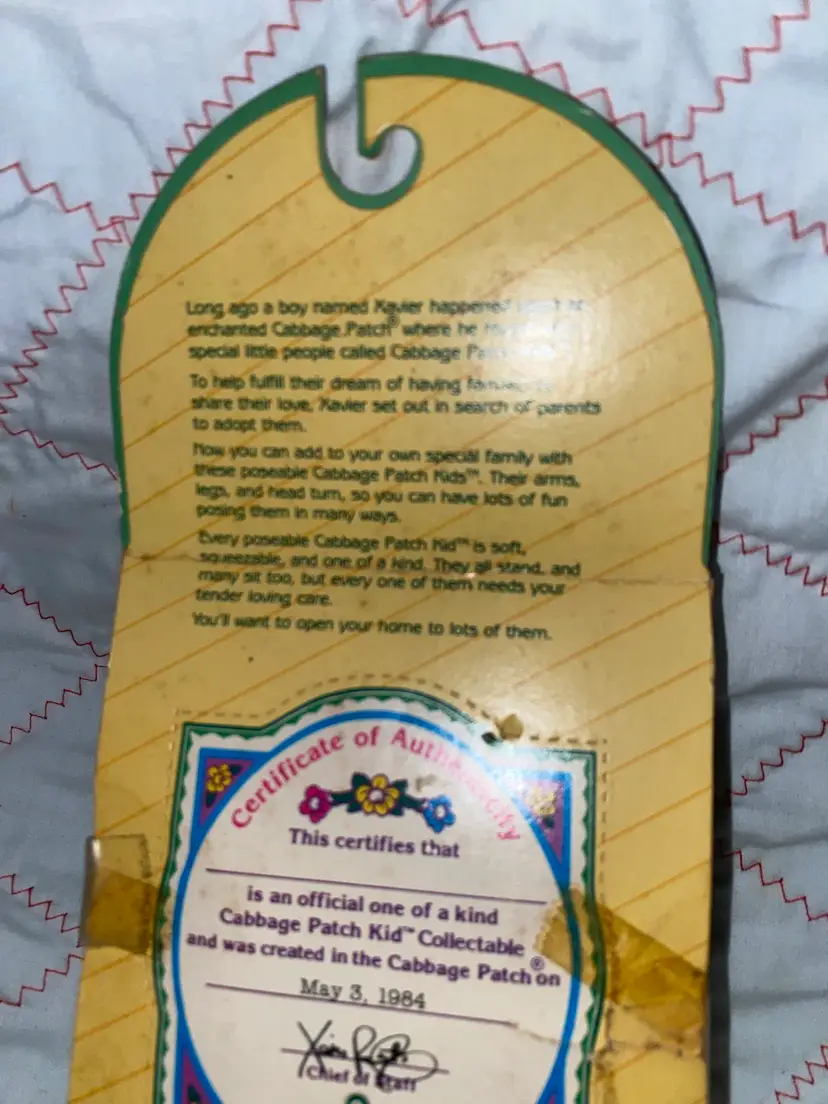 Long ago a boy named Xavier happened
enchanted Cabbage Patch® where he
special little people called Cabbage
To help fulfill their dream of having families to
share their love, Xavier set out in search of parents
to adopt them.
Now you can add to your own special family with
these poseable Cabbage Patch Kids™. Their arms,
legs, and head turn, so you can have lots of fun
posing them in many ways.
Every poseable Cabbage Patch Kid™ is soft,
squeezable, and one of a kind. They all stand, and
many sit too, but every one of them needs your
tender loving care.
You'll want to open your home to lots of them.
Certificate of Authenticity
This certifies that
is an official one of a kind
Cabbage Patch Kid™ Collectable
and was created in the Cabbage Patch® on
May 3, 1984
Chief of Staff